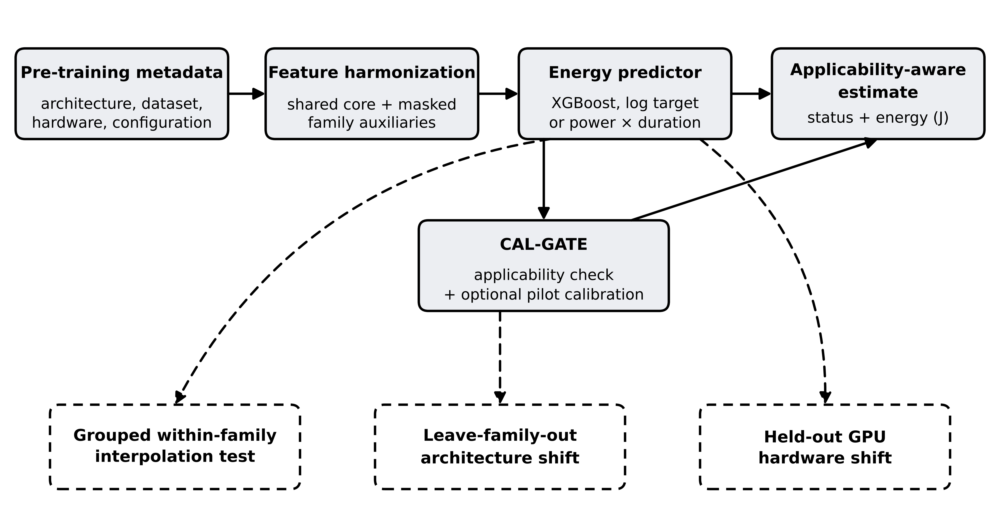 Pre-training metadata
architecture, dataset,
hardware, configuration
Feature harmonization
shared core + masked
family auxiliaries
Energy predictor
XGBoost, log target
or power × duration
Applicability-aware
estimate
status + energy (J)
CAL-GATE
applicability check
+ optional pilot calibration
Grouped within-family
interpolation test
Leave-family-out
architecture shift
Held-out GPU
hardware shift